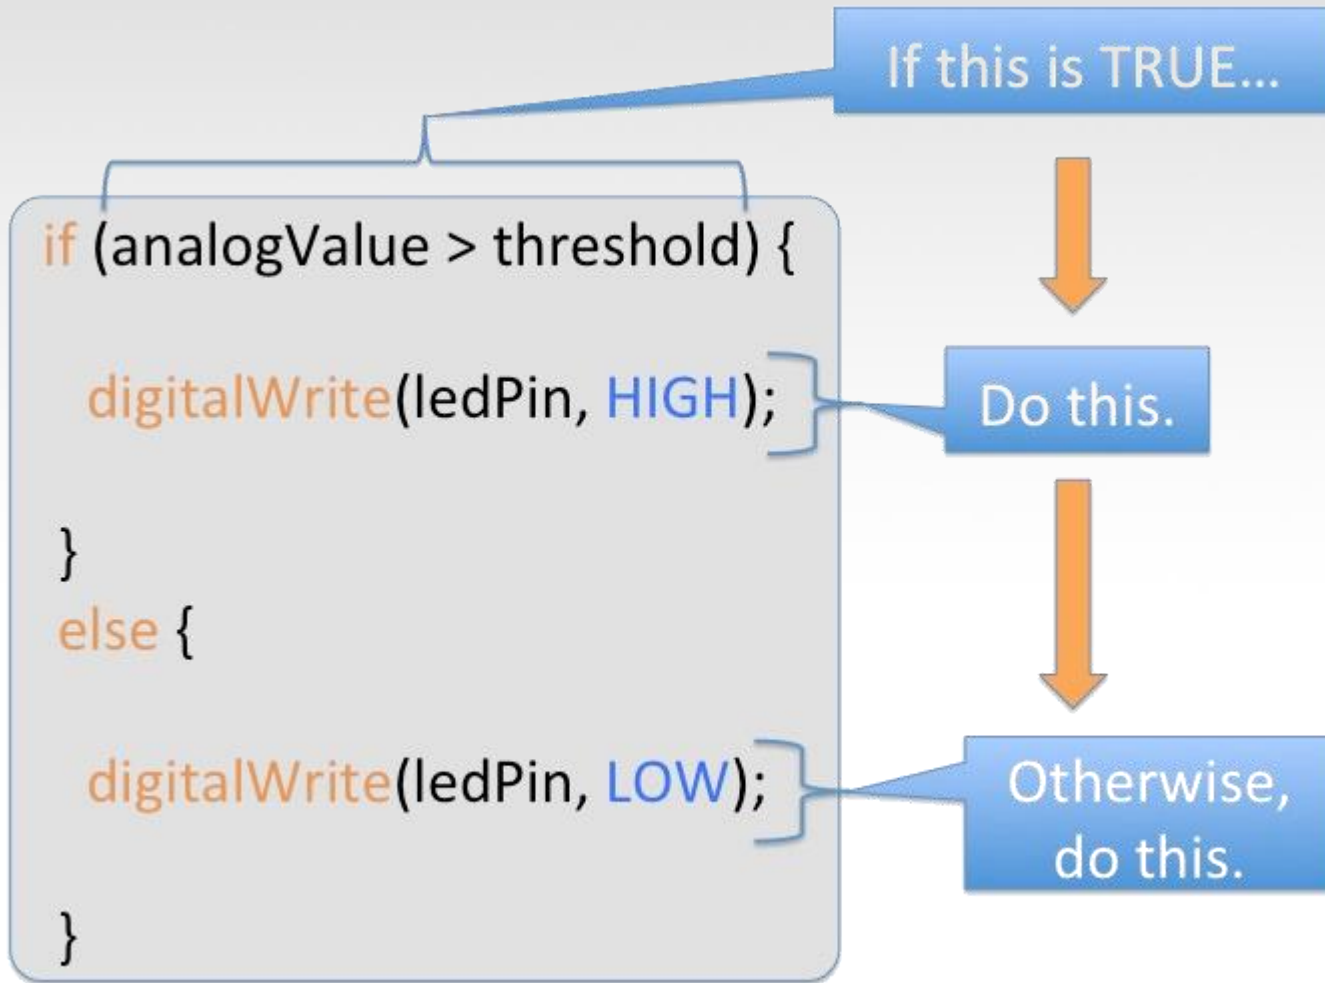 If this is TRUE...
if (analogValue > threshold) {
digitalWrite(ledPin, HIGH);
Do this.
}
else {
digitalWrite(ledPin, LOW);
Otherwise,
do this.
}